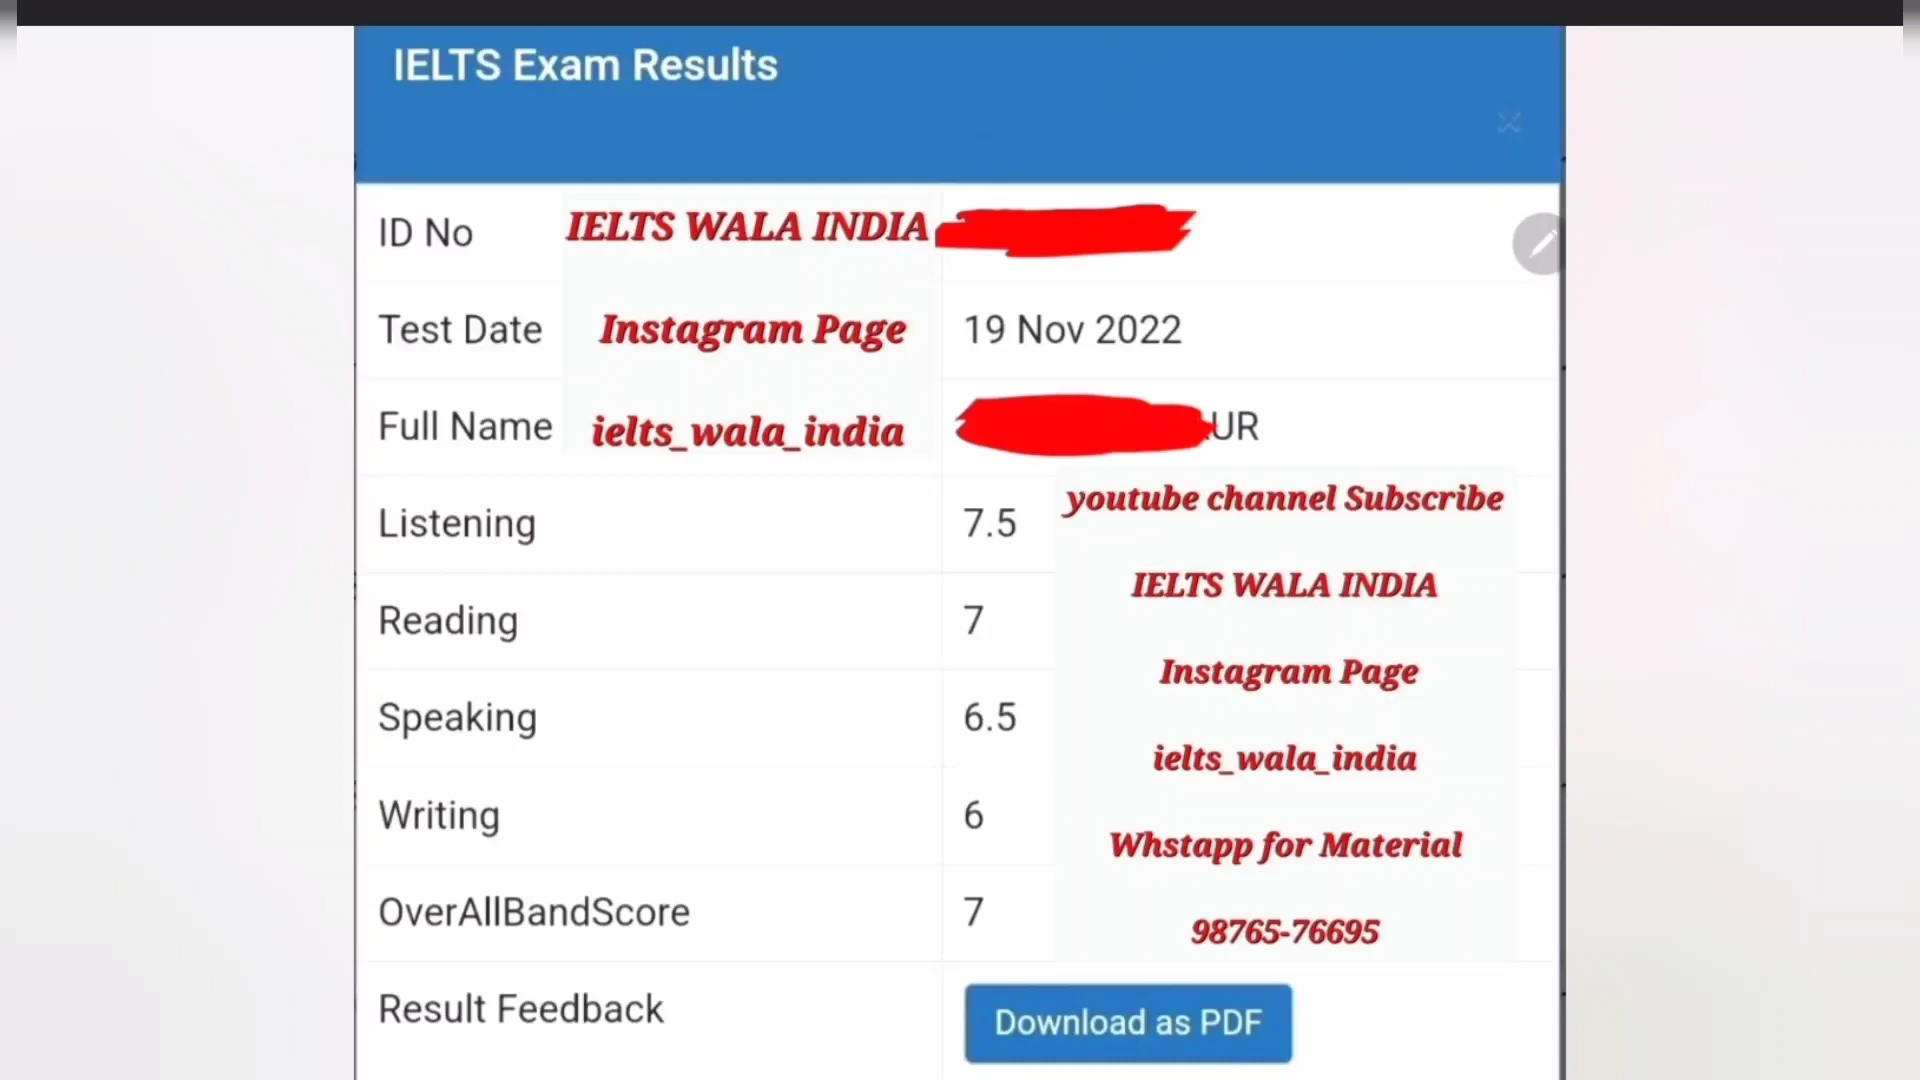 IELTS Exam Results
ID No IELTS WALA INDIA
Test Date Instagram Page 19 Nov 2022
Full Name ielts_wala_india UR
youtube channel Subscribe
Listening 7.5
IELTS WALA INDIA
Reading 7
Instagram Page
Speaking 6.5
ielts_wala_india
Writing 6
Whstapp for Material
OverAllBandScore 7
98765-76695
Result Feedback Download as PDF